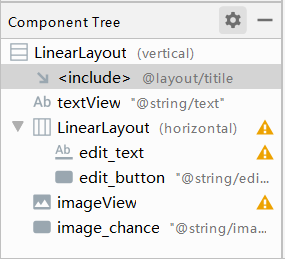 Component Tree
LinearLayout (vertical)
<include> @layout/titile
Ab textView "@string/text"
LinearLayout (horizontal)
Ab edit_text
edit_button "@string/edi...
imageView
image_chance "@string/ima...